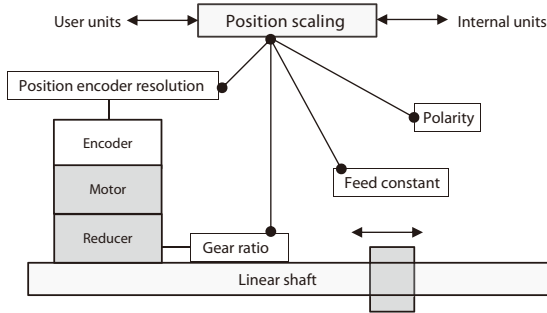 User units
Position scaling
Internal units
Position encoder resolution
Polarity
Encoder
Motor
Feed constant
Reducer
Gear ratio
Linear shaft